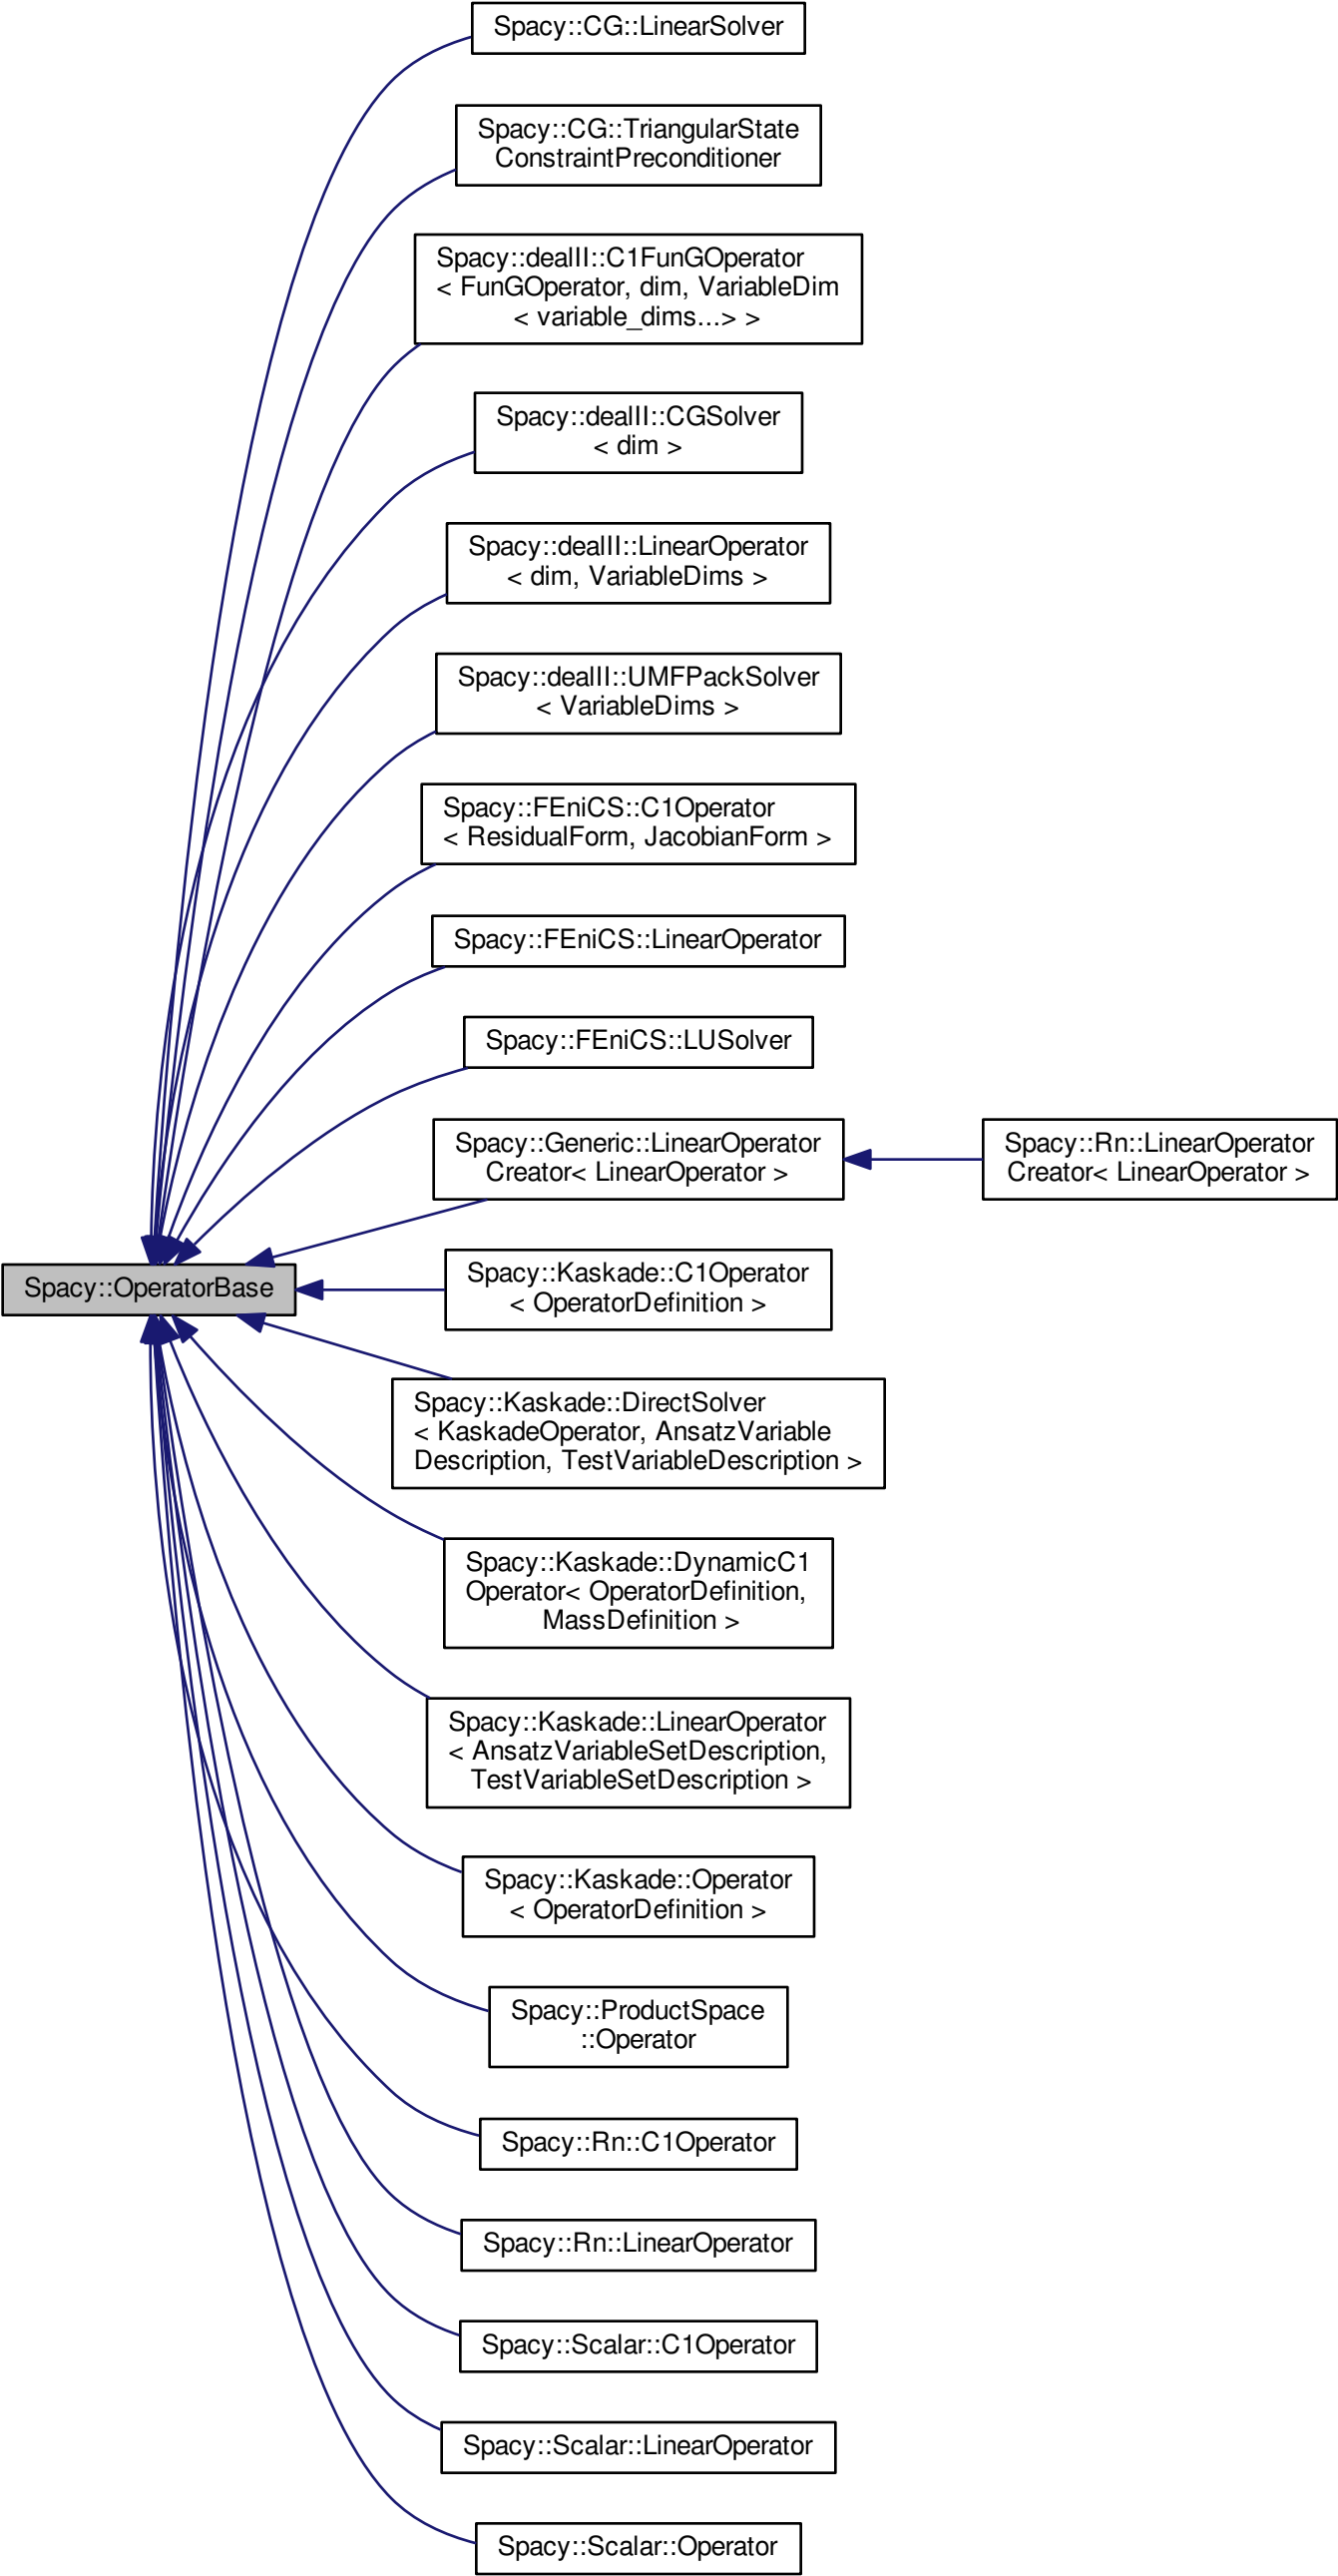 Spacy::CG::LinearSolver
Spacy::CG::TriangularState
ConstraintPreconditioner
Spacy::dealII::C1FunGOperator
< FunGOperator, dim, VariableDim
< variable_dims...> >
Spacy::dealII::CGSolver
< dim >
Spacy::dealII::LinearOperator
< dim, VariableDims >
Spacy::dealII::UMFPackSolver
< VariableDims >
Spacy::FEniCS::C1Operator
< ResidualForm, JacobianForm >
Spacy::FEniCS::LinearOperator
Spacy::FEniCS::LUSolver
Spacy::Generic::LinearOperator
Creator< LinearOperator >
Spacy::Rn::LinearOperator
Creator< LinearOperator >
Spacy::OperatorBase
Spacy::Kaskade::C1Operator
< OperatorDefinition >
Spacy::Kaskade::DirectSolver
< KaskadeOperator, AnsatzVariable
Description, TestVariableDescription >
Spacy::Kaskade::DynamicC1
Operator< OperatorDefinition,
MassDefinition >
Spacy::Kaskade::LinearOperator
< AnsatzVariableSetDescription,
TestVariableSetDescription >
Spacy::Kaskade::Operator
< OperatorDefinition >
Spacy::ProductSpace
::Operator
Spacy::Rn::C1Operator
Spacy::Rn::LinearOperator
Spacy::Scalar::C1Operator
Spacy::Scalar::LinearOperator
Spacy::Scalar::Operator